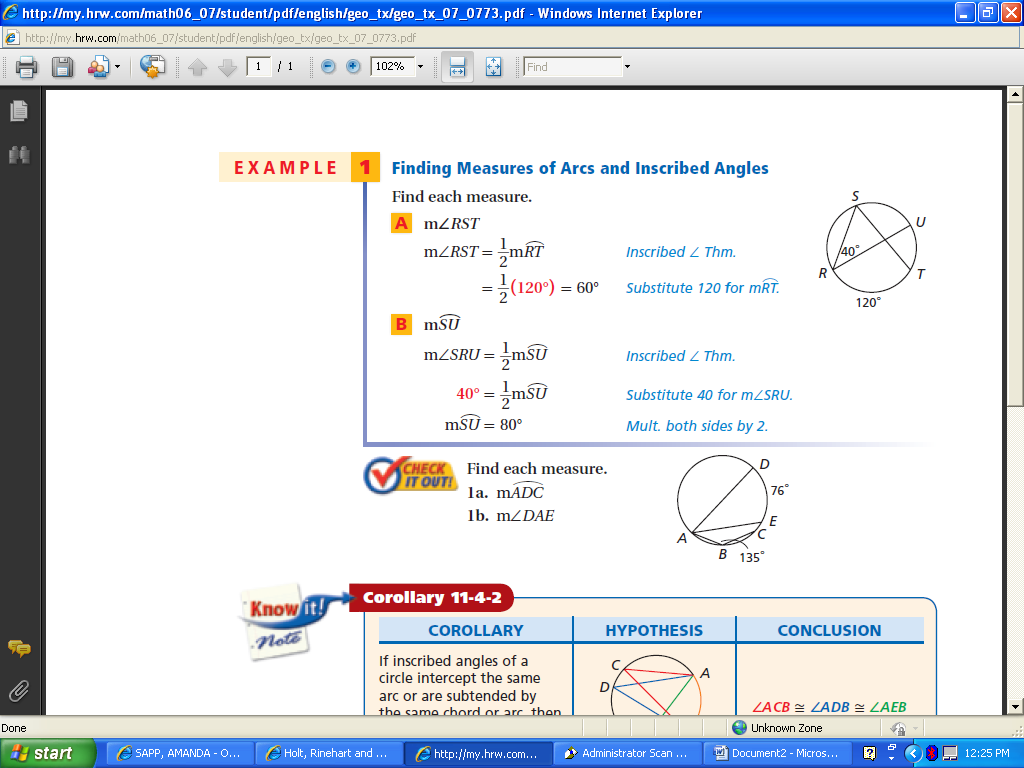 http://my.hrw.com/math06_07/student/pdf/english/geo_tx/geo_tx_07_0773.pdf - Windows Internet Explorer
http://my.hrw.com/math06_07/student/pdf/english/geo_tx/geo_tx_07_0773.pdf
1 / 1 102% Find
EXAMPLE 1 Finding Measures of Arcs and Inscribed Angles
Find each measure.
A m∠RST
m∠RST = 1/2 mRT Inscribed ∠ Thm.
= 1/2 (120°) = 60° Substitute 120 for mRT.
S
U
40°
R
T
120°
B mSU
m∠SRU = 1/2 mSU Inscribed ∠ Thm.
40° = 1/2 mSU Substitute 40 for m∠SRU.
mSU = 80° Mult. both sides by 2.
CHECK IT OUT! Find each measure.
1a. mADC
1b. m∠DAE
D
76°
E
A
C
B 135°
Know it! Note
Corollary 11-4-2
COROLLARY HYPOTHESIS CONCLUSION
If inscribed angles of a
circle intercept the same
arc or are subtended by
the same chord or arc, then
C
A
D
∠ACB ≅ ∠ADB ≅ ∠AEB
Done Unknown Zone
start SAPP, AMANDA - O... Holt, Rinehart and ... http://my.hrw.com... Administrator Scan ... Document2 - Micros... 12:25 PM